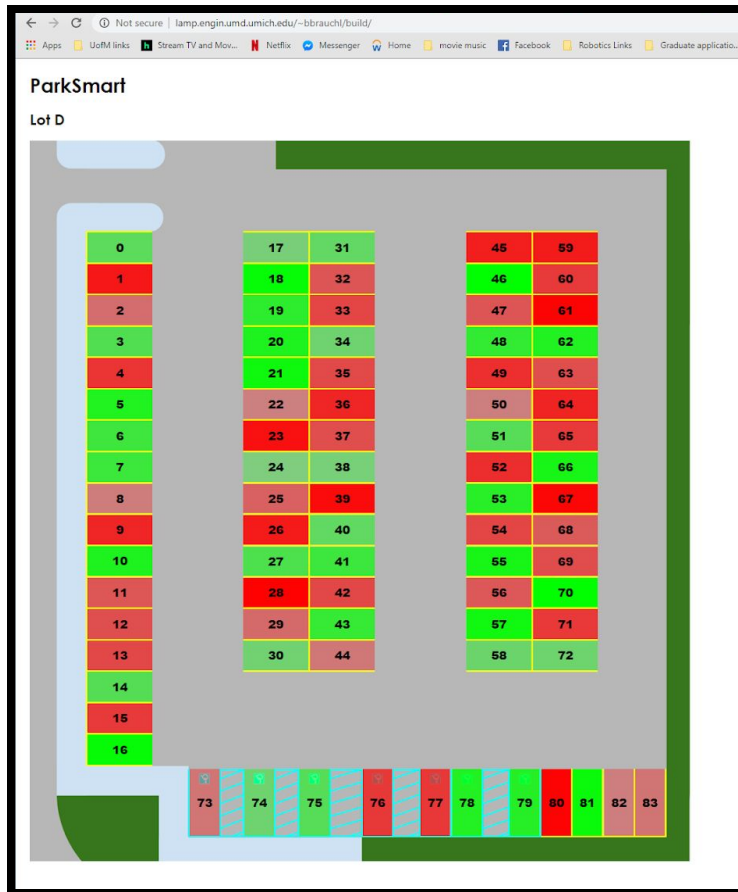 Not secure | lamp.engin.umd.umich.edu/~bbrauchl/build/
Apps UofM links h Stream TV and Mov... N Netflix Messenger Home movie music Facebook Robotics Links Graduate applicatio...
ParkSmart
Lot D
0 17 31 45 59
1 18 32 46 60
2 19 33 47 61
3 20 34 48 62
4 21 35 49 63
5 22 36 50 64
6 23 37 51 65
7 24 38 52 66
8 25 39 53 67
9 26 40 54 68
10 27 41 55 69
11 28 42 56 70
12 29 43 57 71
13 30 44 58 72
14
15
16
73 74 75 76 77 78 79 80 81 82 83